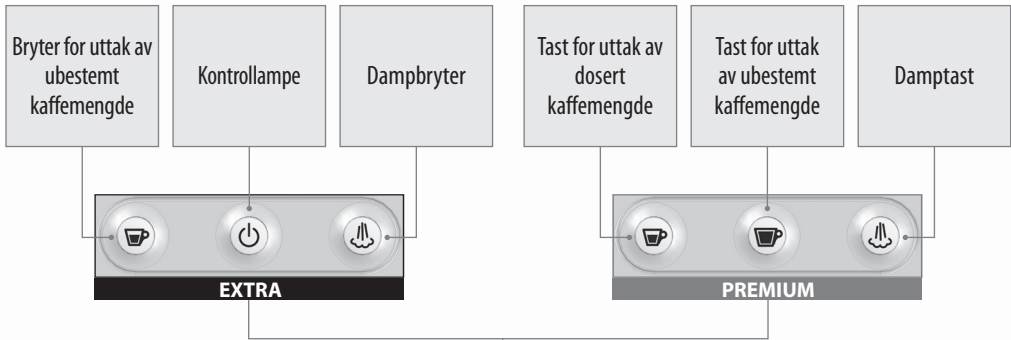 Bryter for uttak av
ubestemt
kaffemengde
Kontrollampe
Dampbryter
Tast for uttak av
dosert
kaffemengde
Tast for uttak
av ubestemt
kaffemengde
Damptast
EXTRA
PREMIUM